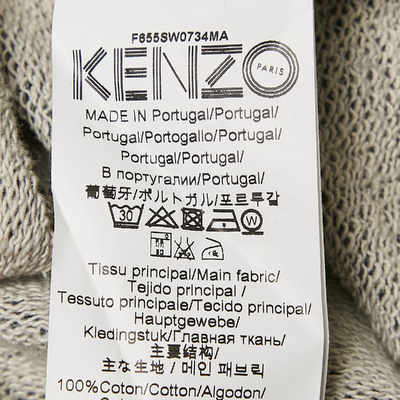 F655SW0734MA
KENZO
PARIS
MADE IN Portugal/Portugal/
Portugal/Portogallo/Portugal/
Portugal/Portugal/
В португалии/Portugal/
葡萄牙/ポルトガル/포르투갈
30 W
Tissu principal/Main fabric/
Tejido principal /
Tessuto principale/Tecido principal/
Hauptgewebe/
Kledingstuk/Главная ткань/
主要结构/
主な生地 / 메인 패브릭
100%Coton/Cotton/Algodon/